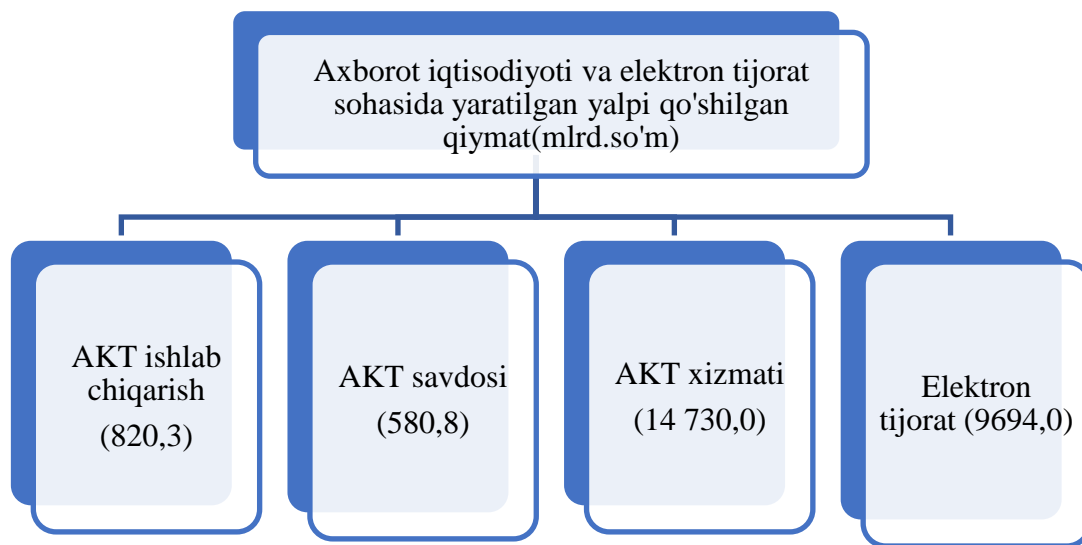 Axborot iqtisodiyoti va elektron tijorat
sohasida yaratilgan yalpi qo'shilgan
qiymat(mlrd.so'm)
AKT ishlab
chiqarish
(820,3)
AKT savdosi
(580,8)
AKT xizmati
(14 730,0)
Elektron
tijorat (9694,0)